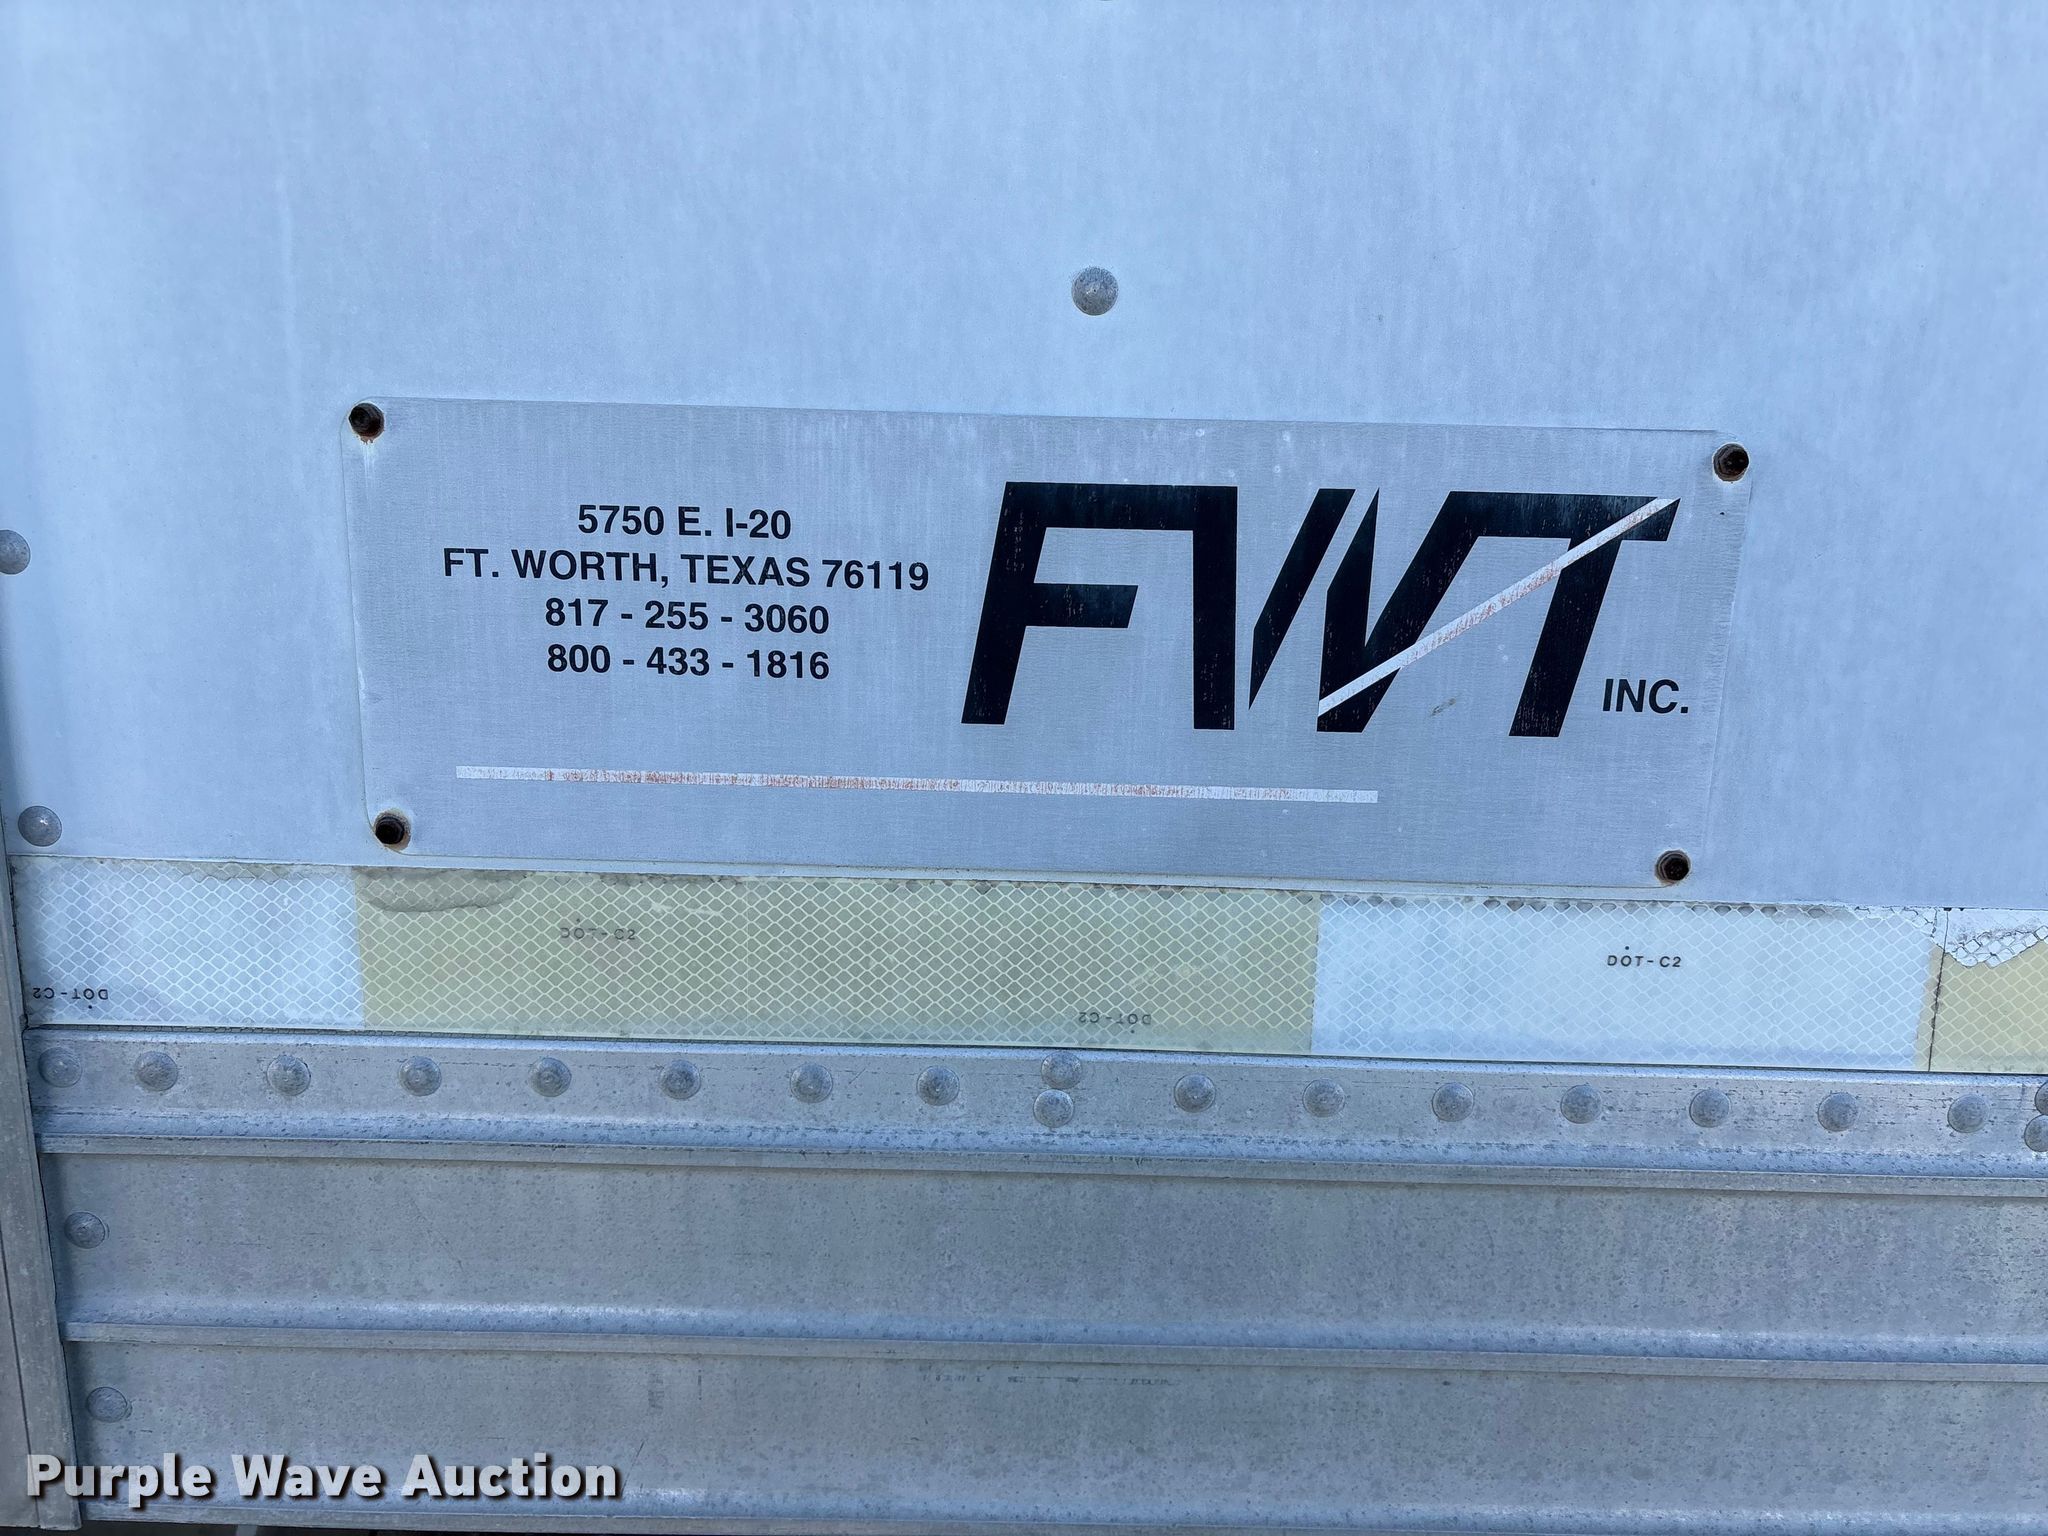 5750 E. I-20
FT. WORTH, TEXAS 76119
817 - 255 - 3060
800 - 433 - 1816
FWT INC.
DOT-C2
DOT-C2
DOT-C2
DOT-C2
Purple Wave Auction